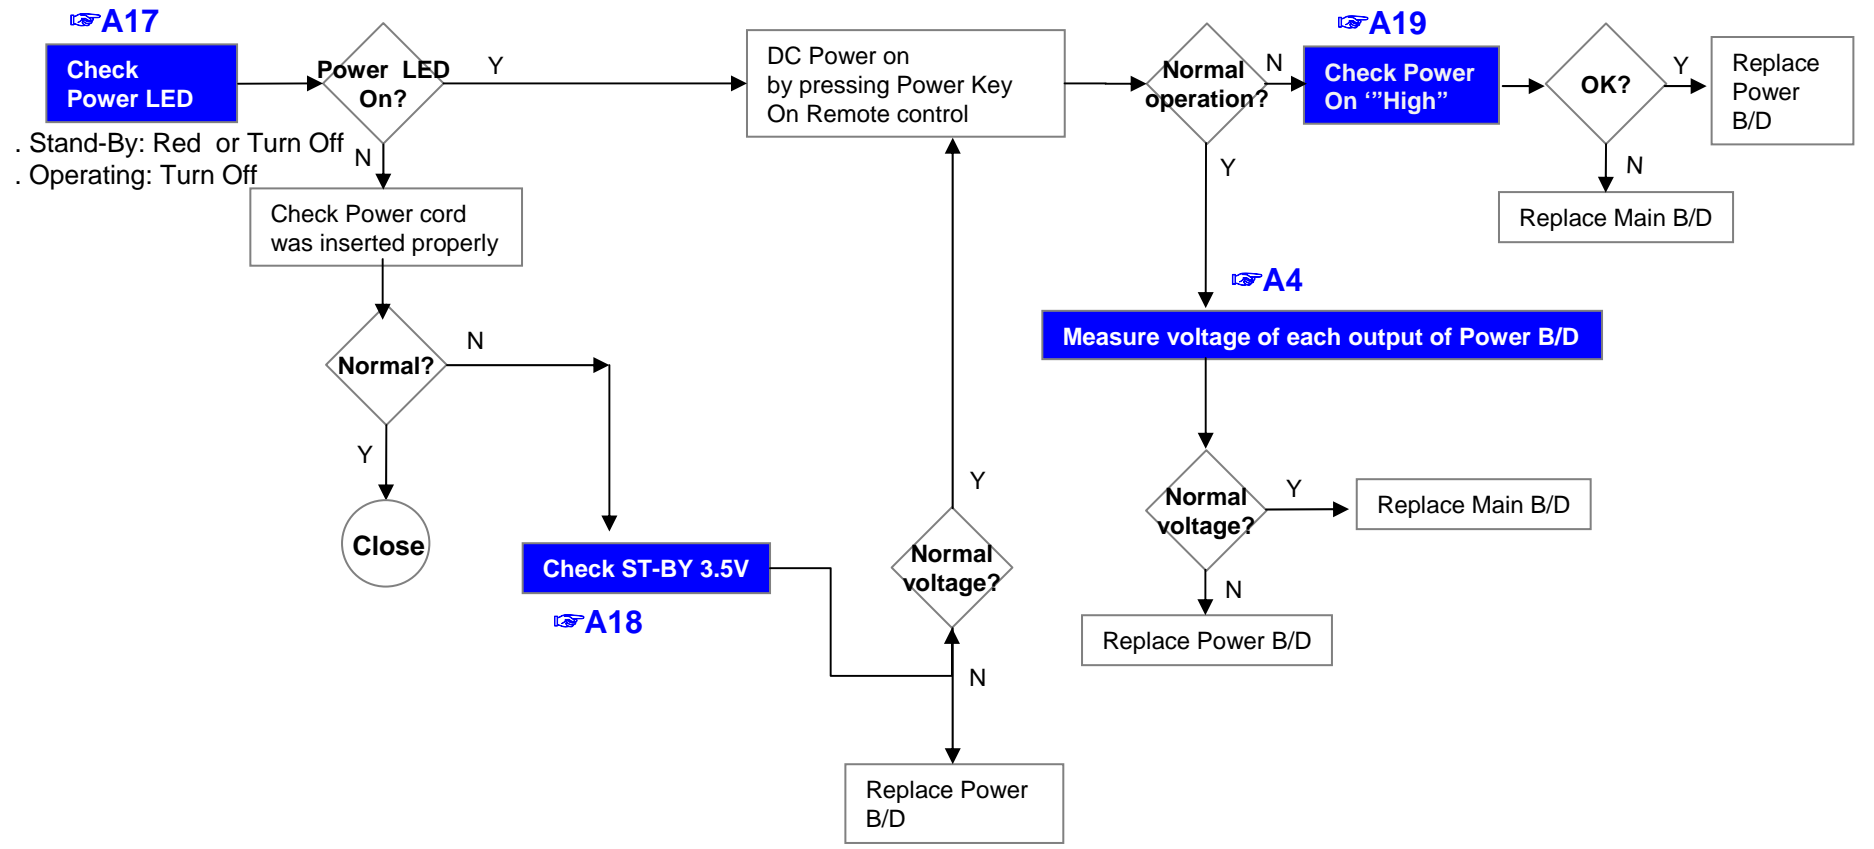 ☞A17
Check
Power LED
. Stand-By: Red or Turn Off
. Operating: Turn Off
Power LED
On?
Y
N
Check Power cord
was inserted properly
Normal?
N
Y
Close
Check ST-BY 3.5V
☞A18
DC Power on
by pressing Power Key
On Remote control
Y
Normal
voltage?
N
Replace Power
B/D
Normal
operation?
N
Y
☞A19
Check Power
On ‘”High”
OK?
Y
Replace
Power
B/D
N
Replace Main B/D
☞A4
Measure voltage of each output of Power B/D
Normal
voltage?
Y
Replace Main B/D
N
Replace Power B/D